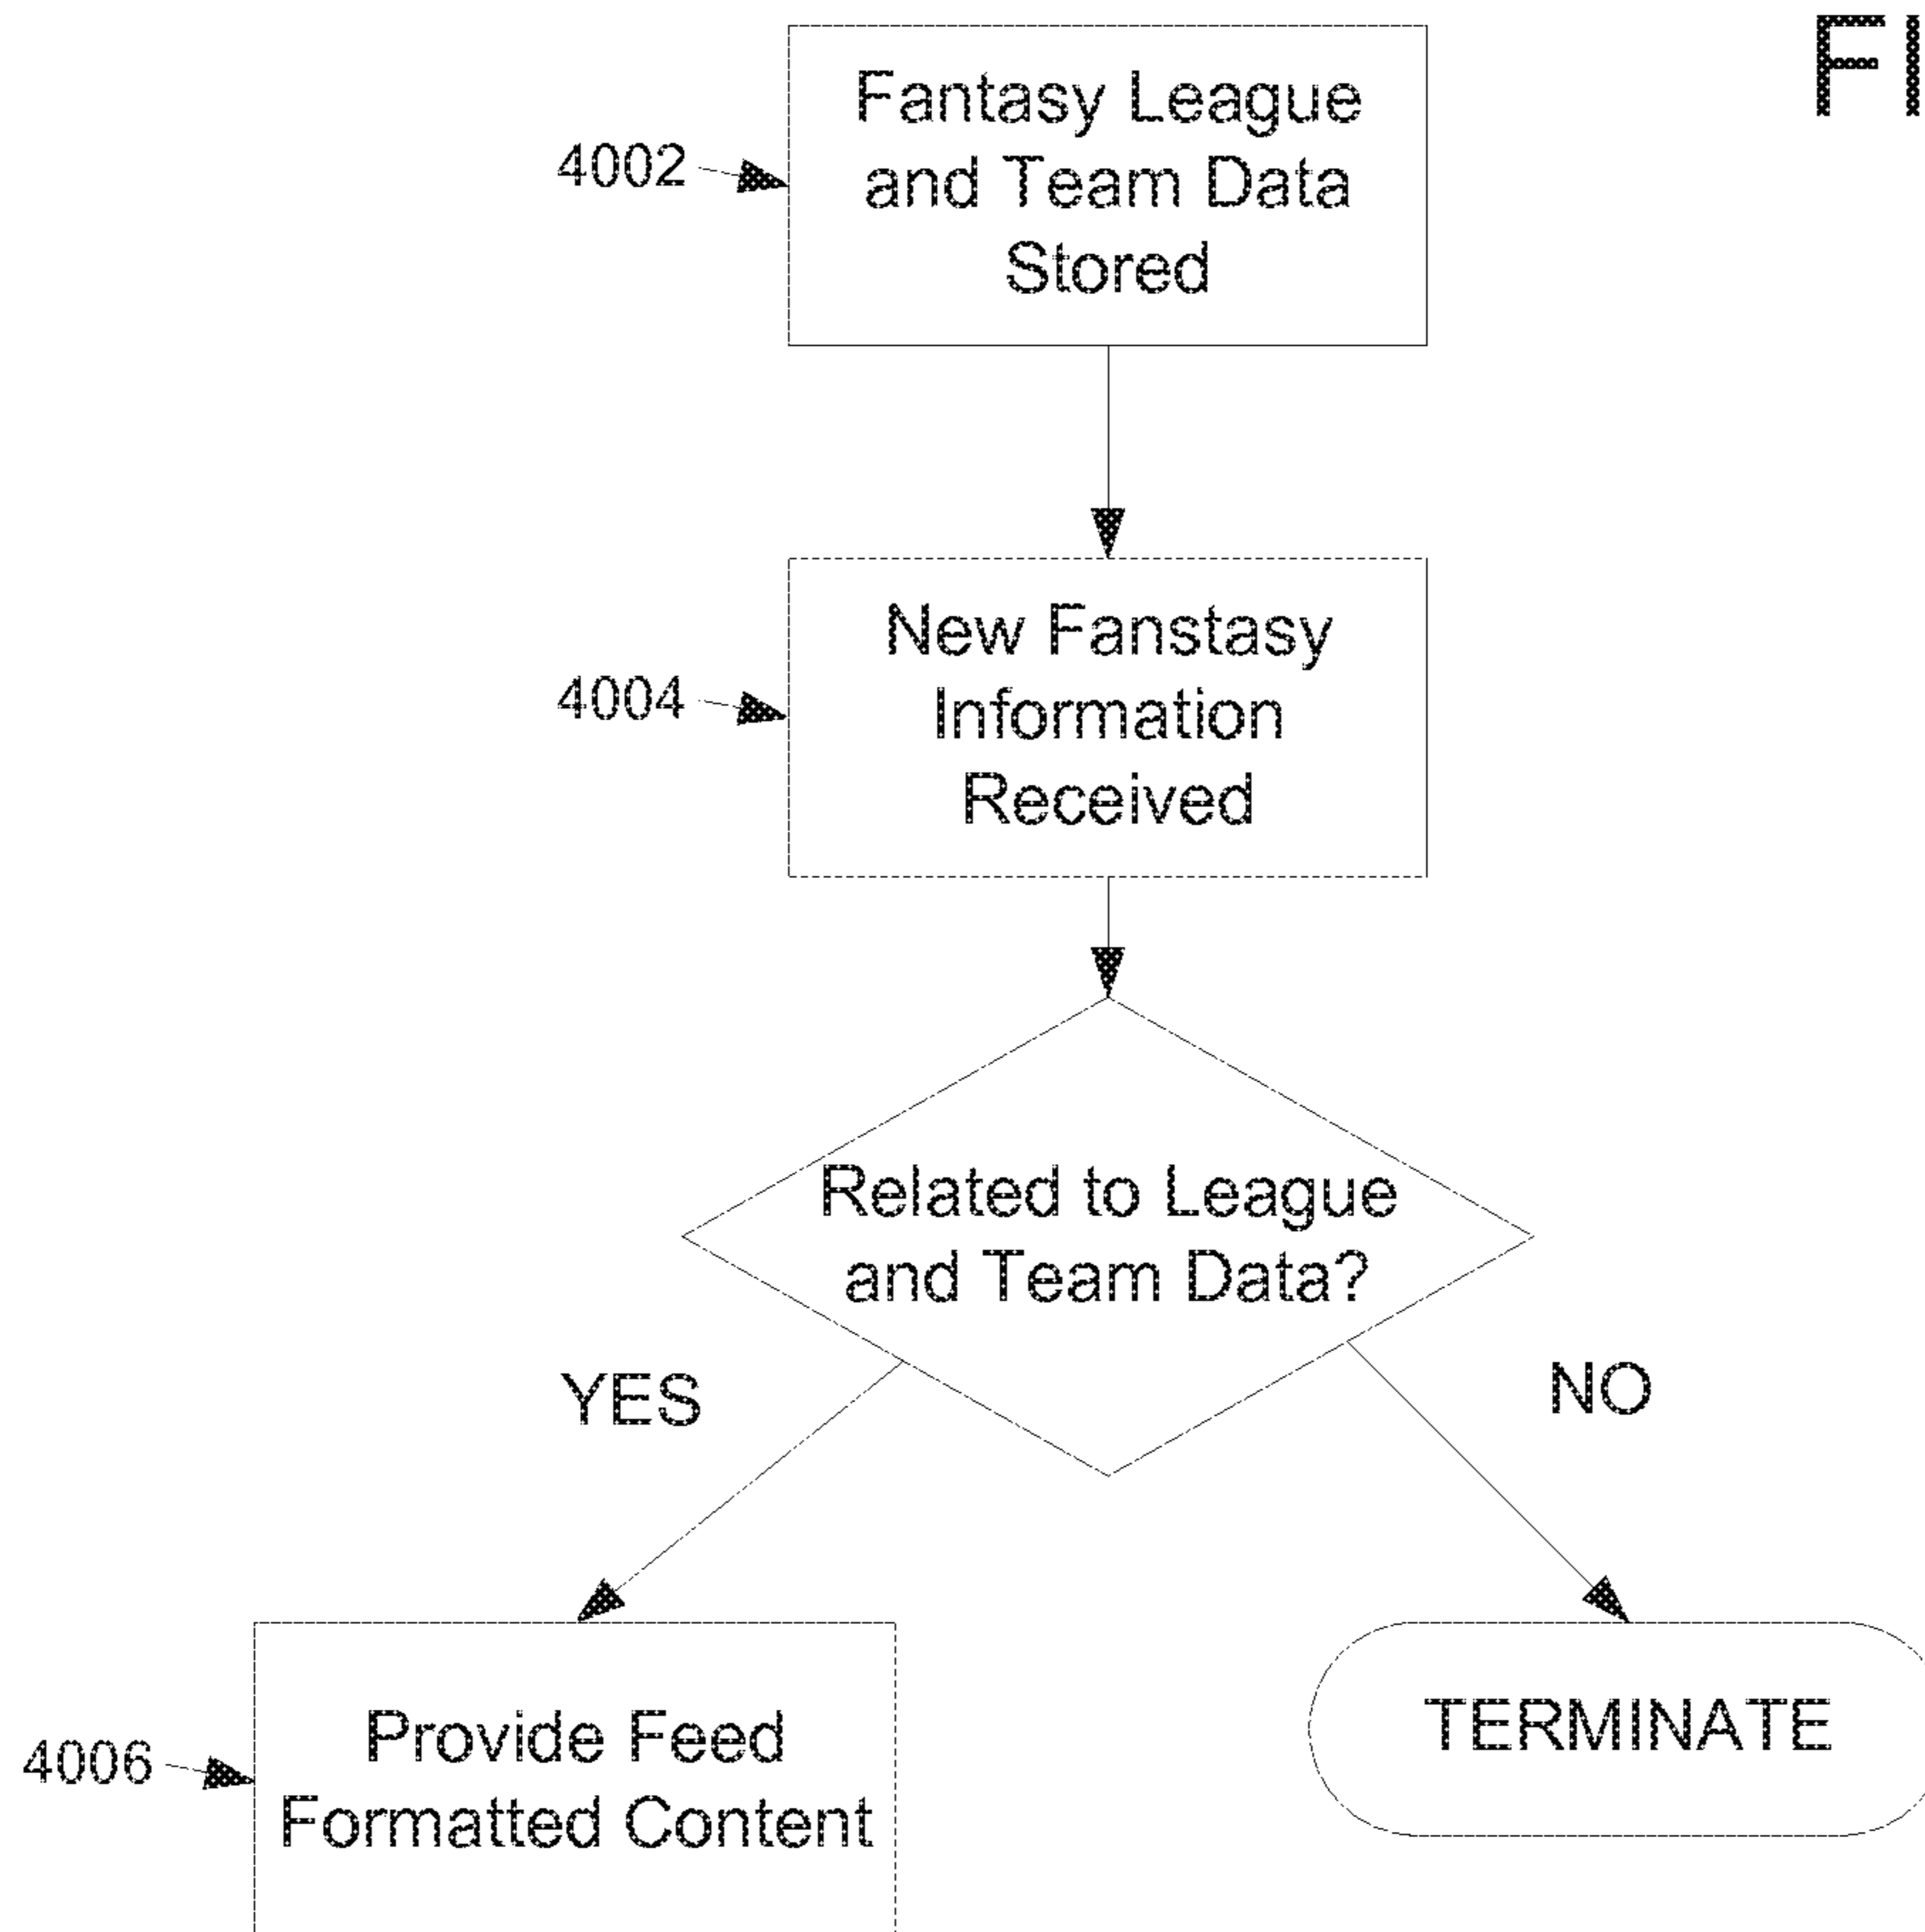 FI
Fantasy League
and Team Data
Stored
4002
New Fanstasy
Information
Received
4004
Related to League
and Team Data?
YES
NO
Provide Feed
Formatted Content
4006
TERMINATE